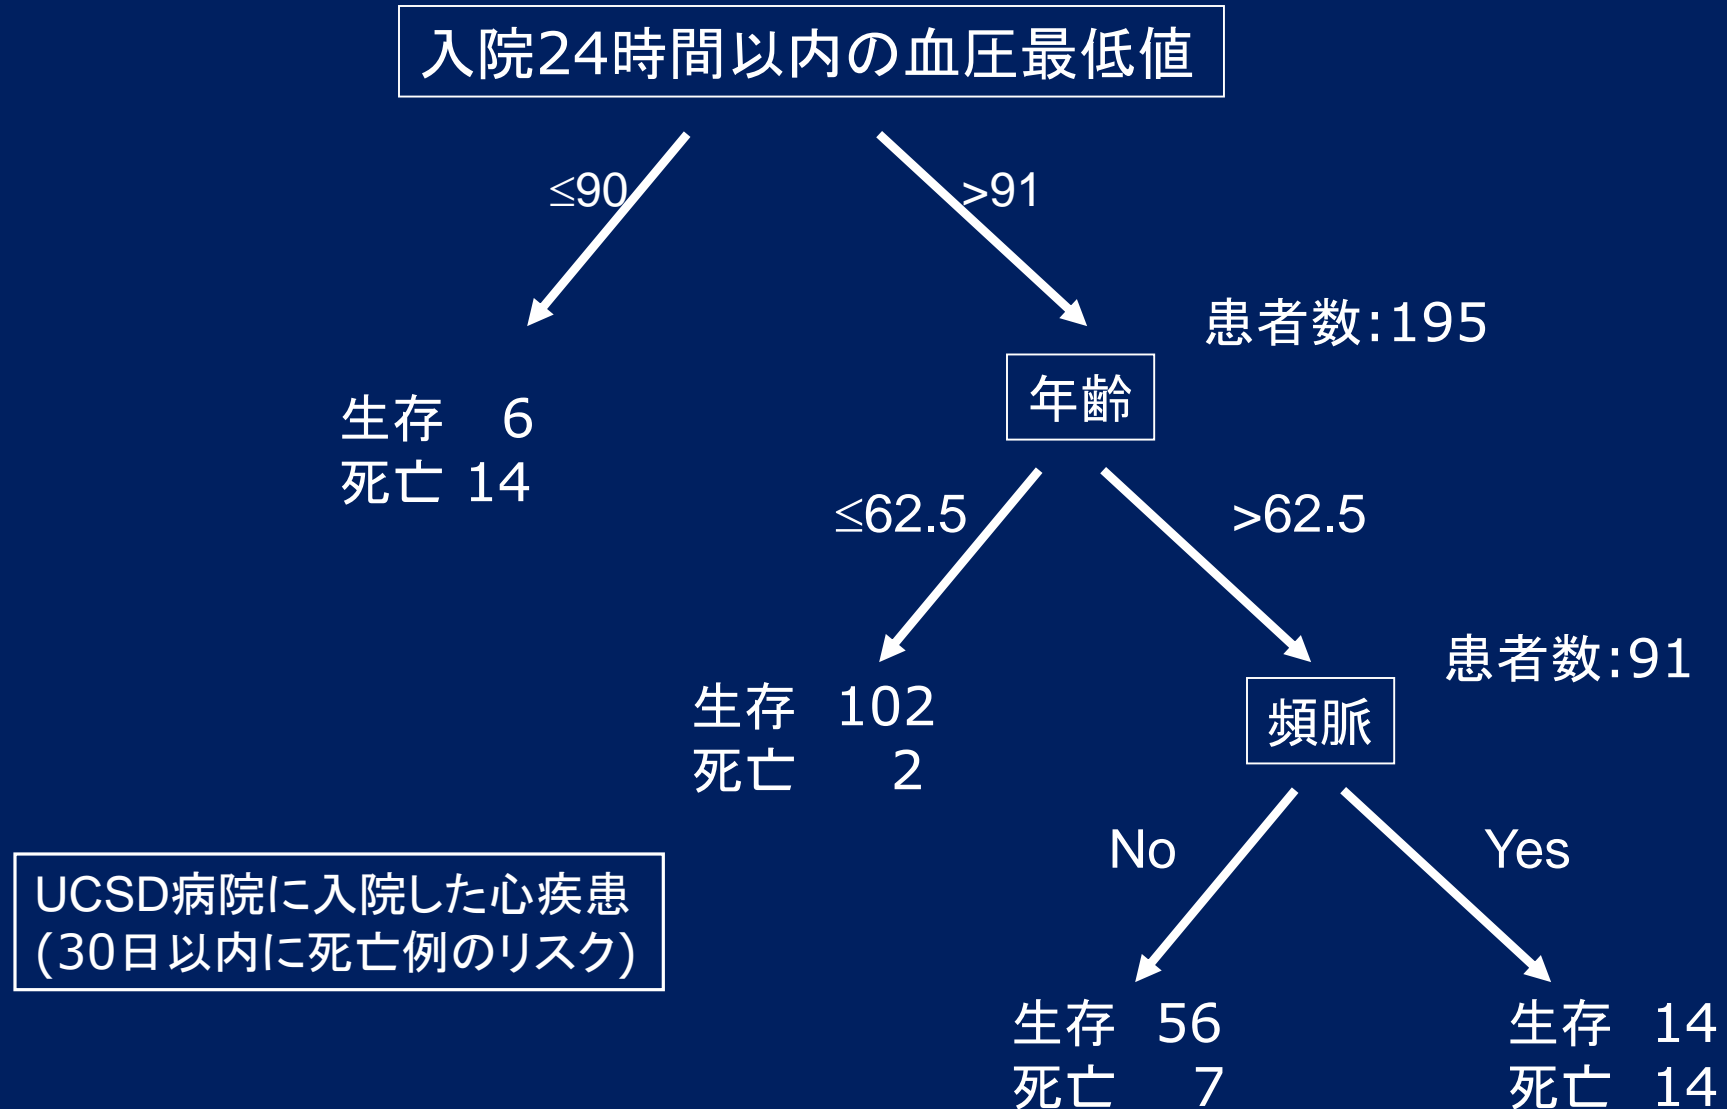 入院24時間以内の血圧最低値
≤90
>91
患者数:195
年齢
生存 6
死亡 14
≤62.5
>62.5
患者数:91
生存 102
死亡 2
頻脈
No
Yes
UCSD病院に入院した心疾患
(30日以内に死亡例のリスク)
生存 56
死亡 7
生存 14
死亡 14